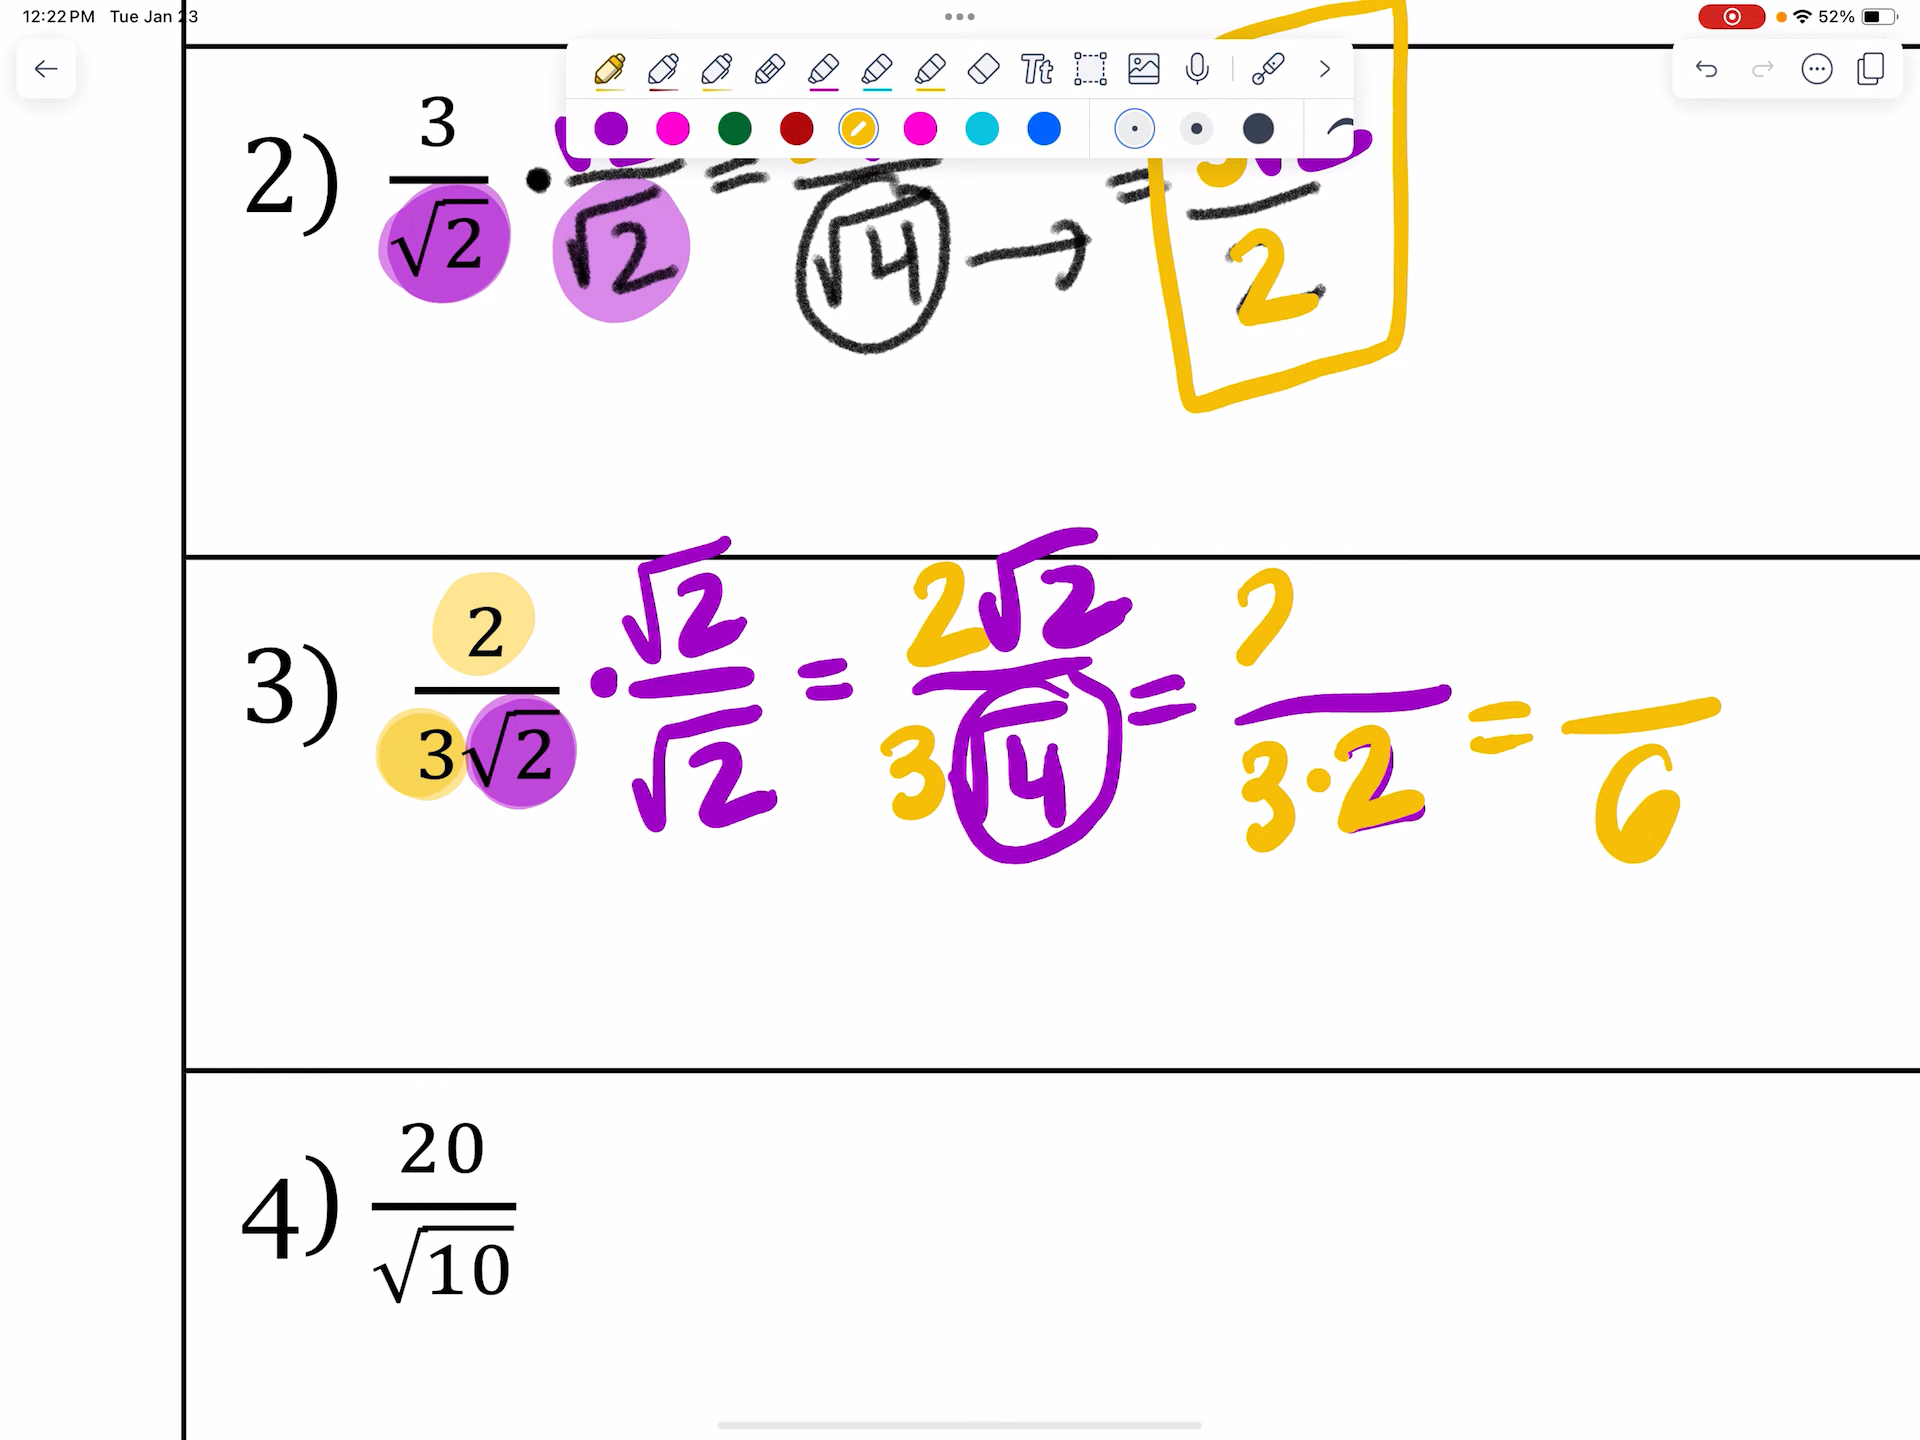 12:22 PM Tue Jan 23
52%
Tt
2) 3/√2 · /√2 = /√4 → = /2
3) 2/3√2 · √2/√2 = 2√2/3√4 = 2/3·2 = /6
4) 20/√10